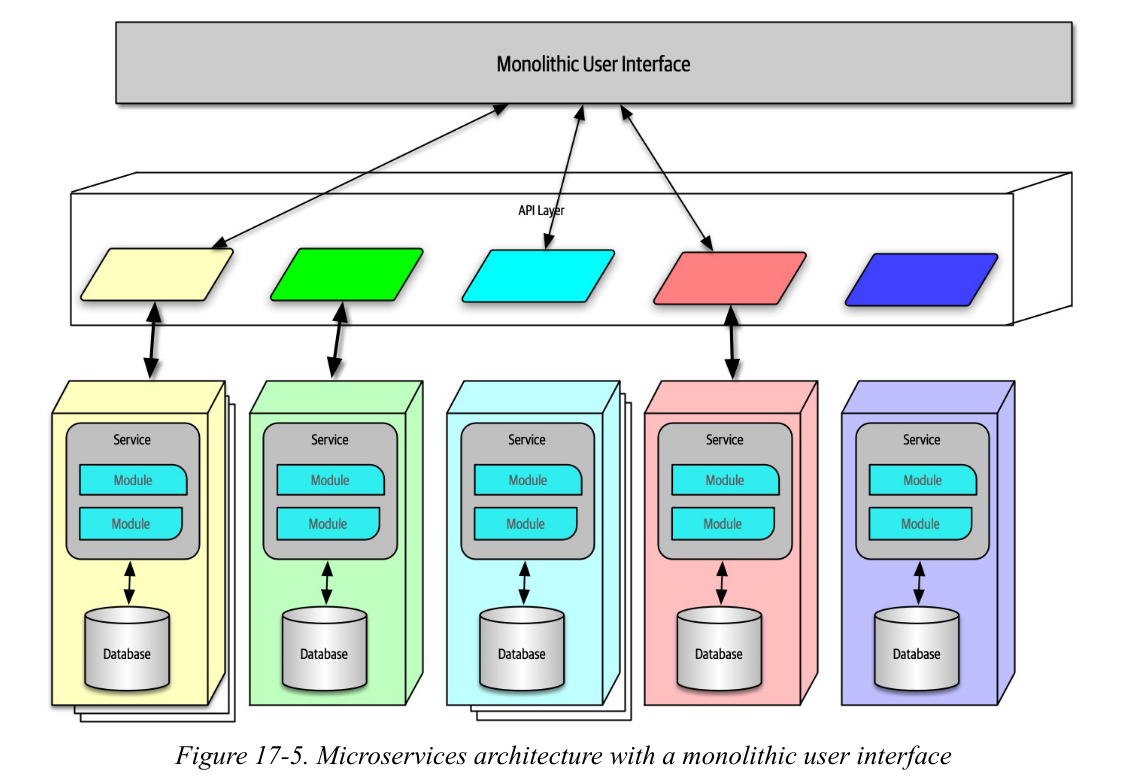 Monolithic User Interface
API Layer
Service
Module
Module
Database
Service
Module
Module
Database
Service
Module
Module
Database
Service
Module
Module
Database
Service
Module
Module
Database
Figure 17-5. Microservices architecture with a monolithic user interface